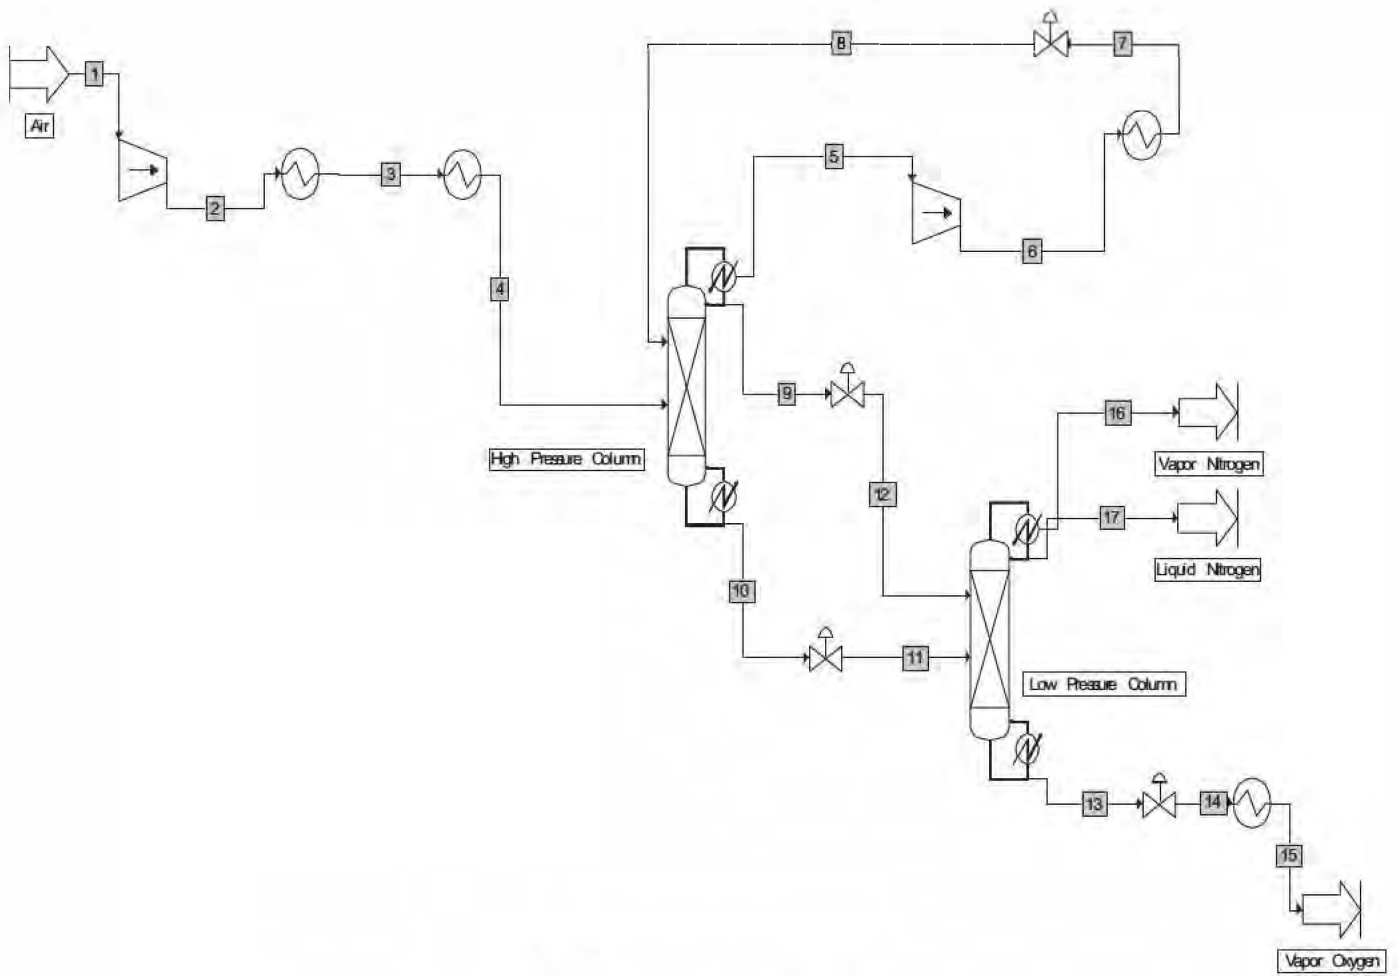 8
7
1
Air
5
3
2
6
4
9
16
High Pressure Column
Vapor Nitrogen
12
17
Liquid Nitrogen
10
11
Low Pressure Column
13
14
15
Vapor Oxygen